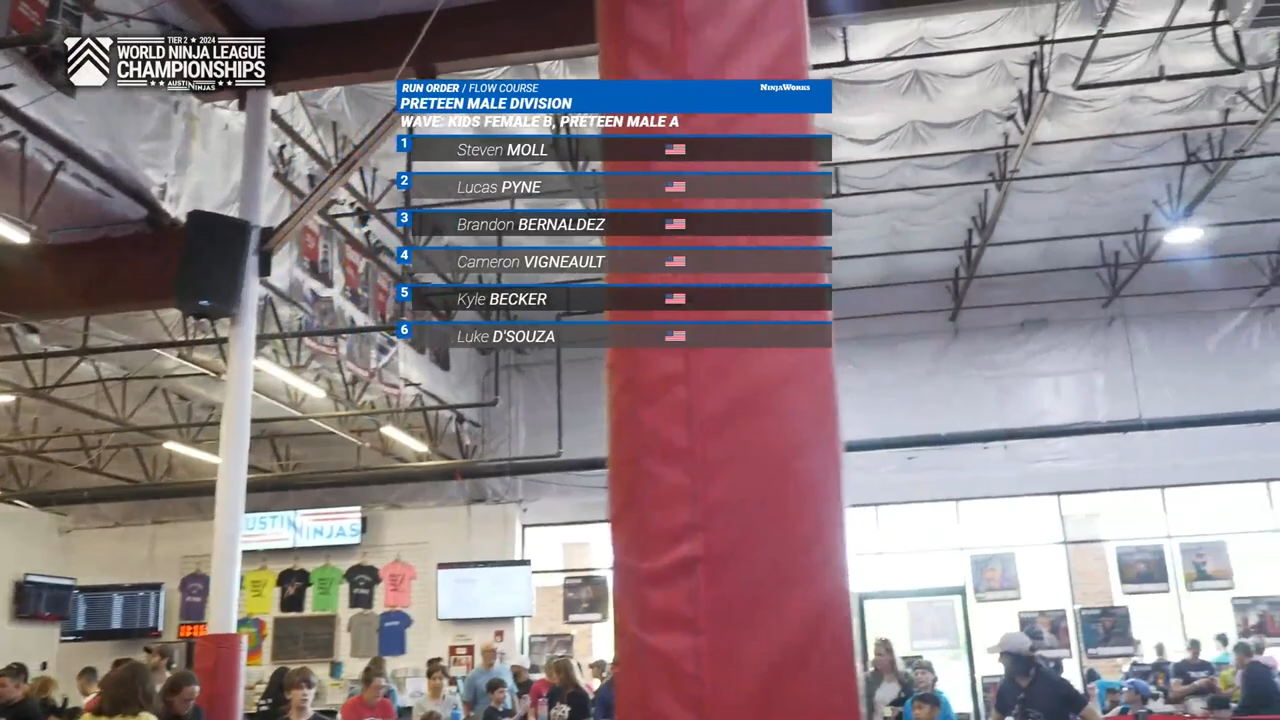 TIER 2 ★ 2024
WORLD NINJA LEAGUE
CHAMPIONSHIPS
AUSTIN NINJAS
RUN ORDER / FLOW COURSE
NINJAWORKS
PRETEEN MALE DIVISION
WAVE: KIDS FEMALE B, PRETEEN MALE A
1 Steven MOLL
2 Lucas PYNE
3 Brandon BERNALDEZ
4 Cameron VIGNEAULT
5 Kyle BECKER
6 Luke D'SOUZA
USTIN NINJAS